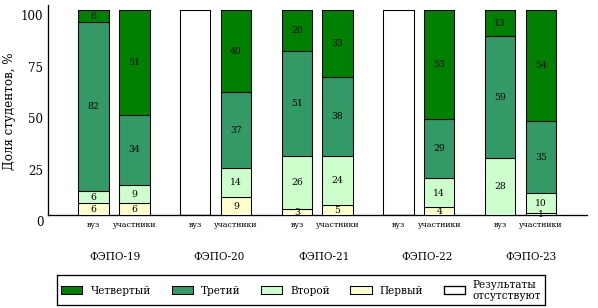 Доля студентов, %
100
75
50
25
0
6 82 6 6
51 34 9 6
40 37 14 9
20 51 26 3
33 38 24 5
53 29 14 4
13 59 28
54 35 10 1
вуз участники вуз участники вуз участники вуз участники вуз участники
ФЭПО-19 ФЭПО-20 ФЭПО-21 ФЭПО-22 ФЭПО-23
Четвертый Третий Второй Первый Результаты
отсутствуют